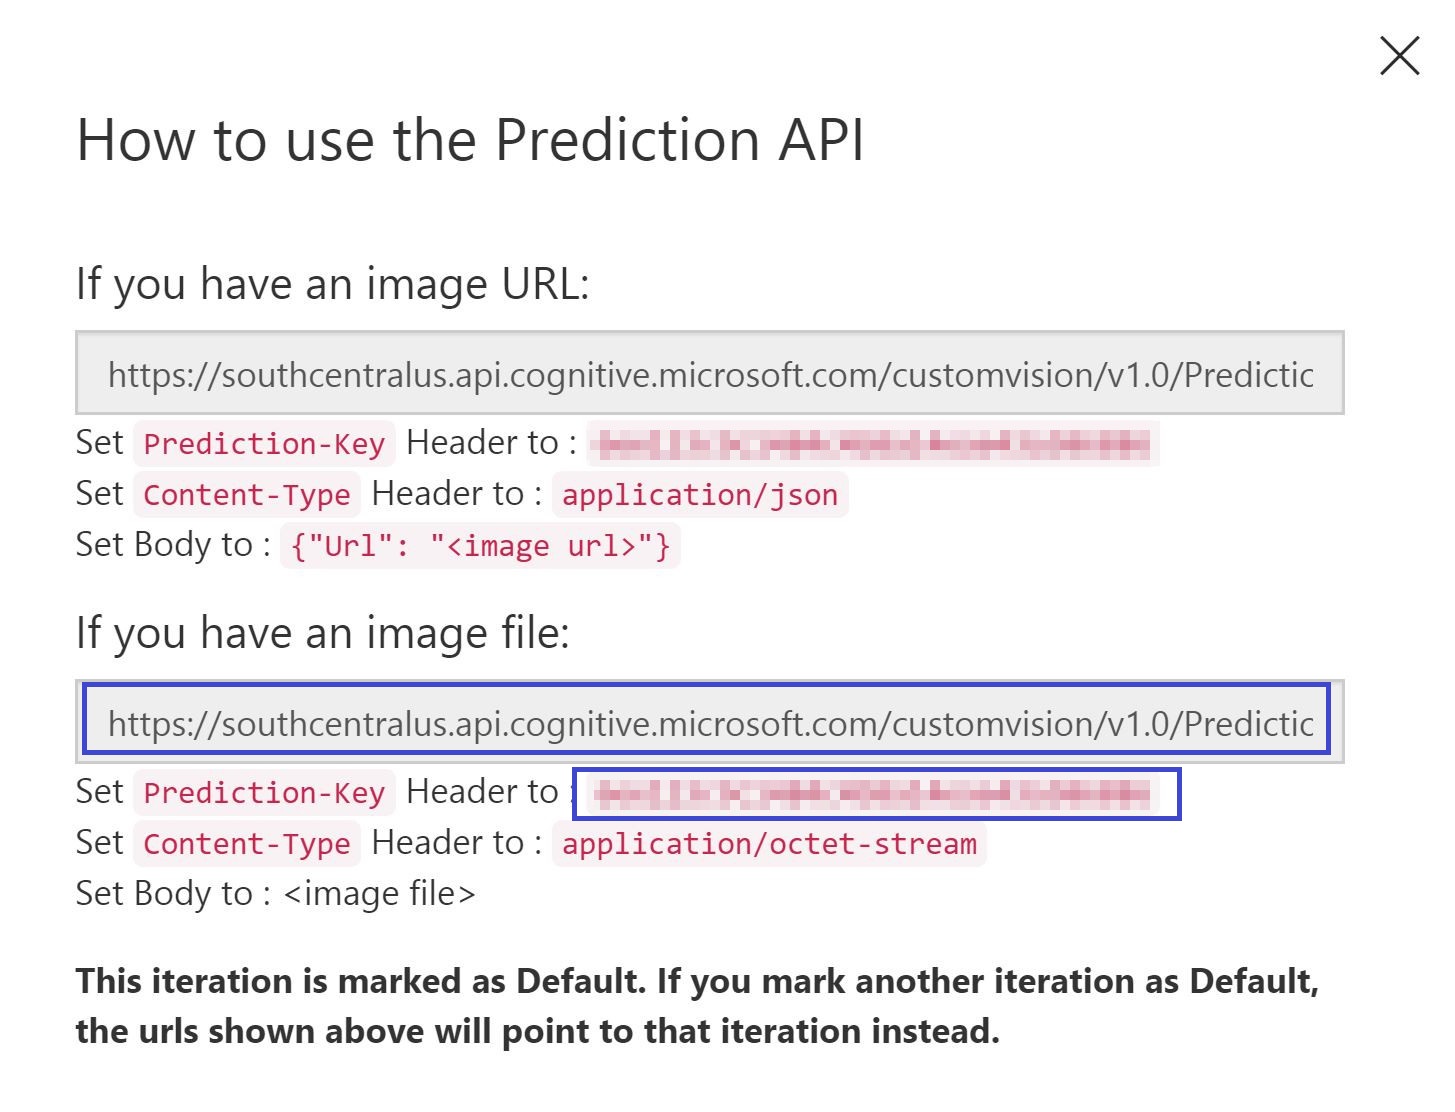 How to use the Prediction API
If you have an image URL:
https://southcentralus.api.cognitive.microsoft.com/customvision/v1.0/Predictic
Set Prediction-Key Header to :
Set Content-Type Header to : application/json
Set Body to : {"Url": "<image url>"}
If you have an image file:
https://southcentralus.api.cognitive.microsoft.com/customvision/v1.0/Predictic
Set Prediction-Key Header to :
Set Content-Type Header to : application/octet-stream
Set Body to : <image file>
This iteration is marked as Default. If you mark another iteration as Default,
the urls shown above will point to that iteration instead.